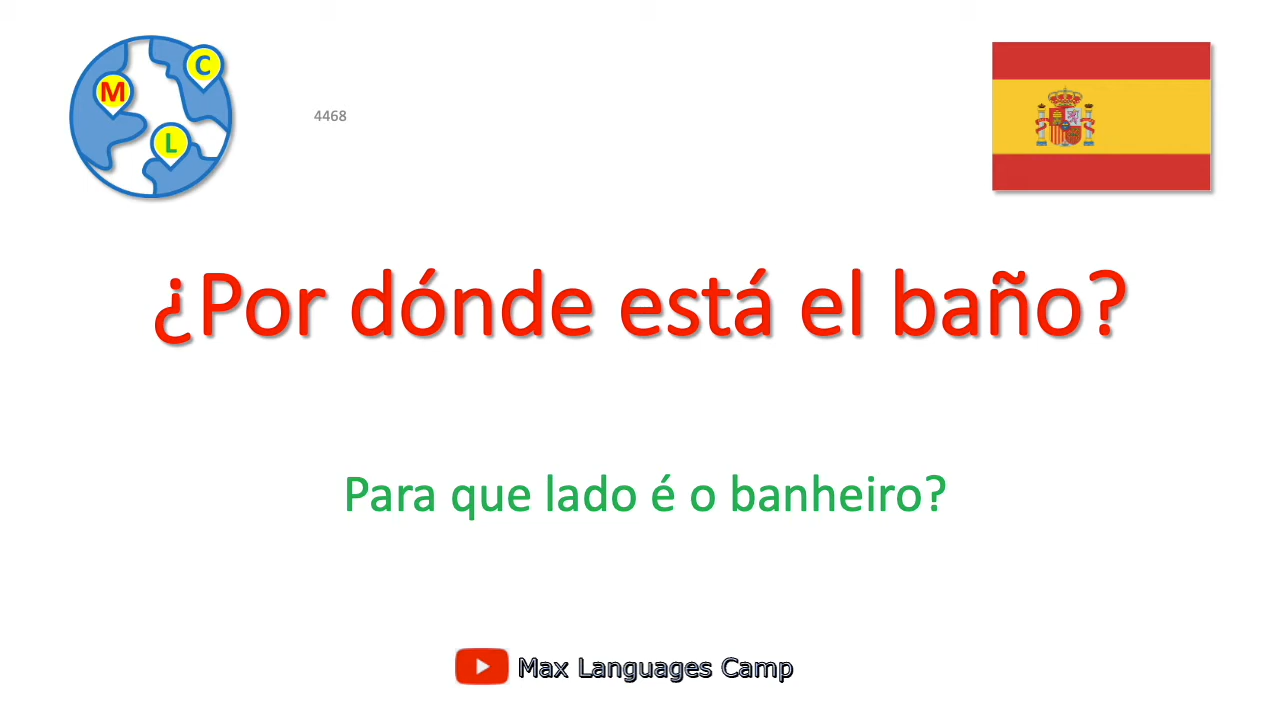 M
C
L
4468
¿Por dónde está el baño?
Para que lado é o banheiro?
Max Languages Camp